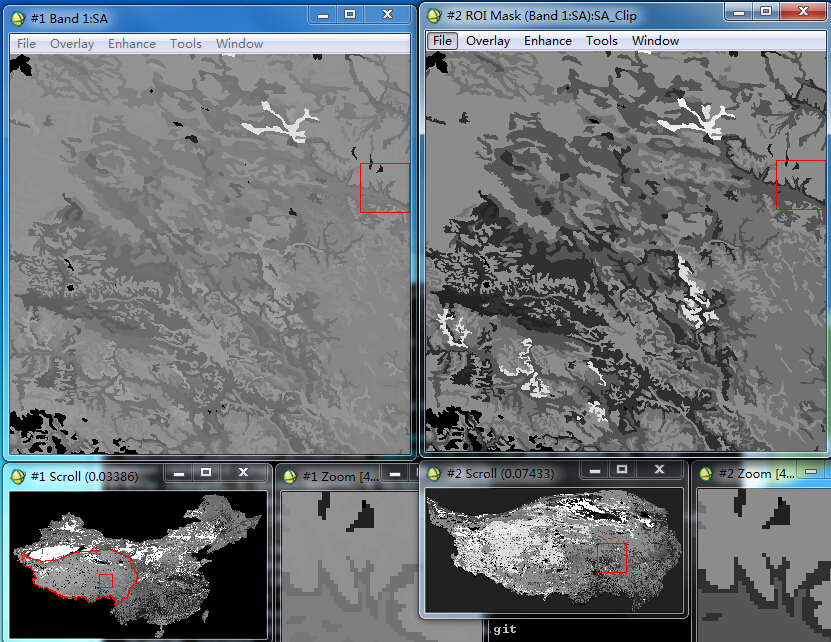 #1 Band 1:SA
File Overlay Enhance Tools Window
#2 ROI Mask (Band 1:SA):SA_Clip
File Overlay Enhance Tools Window
#1 Scroll (0.03386)
#1 Zoom [4...
#2 Scroll (0.07433)
#2 Zoom [4...
.git